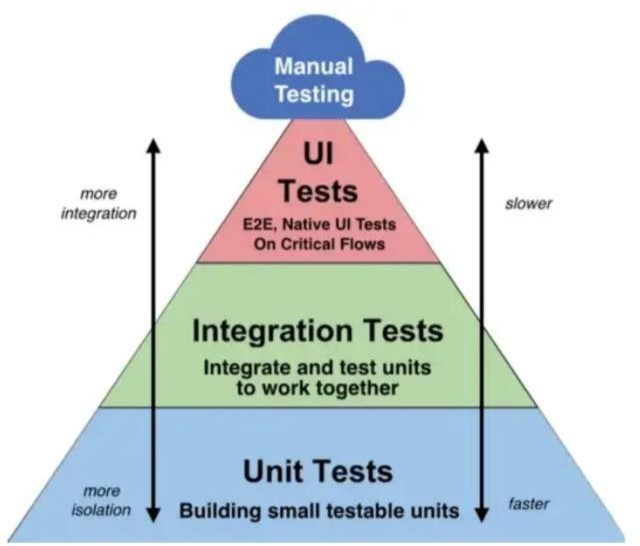 Manual
Testing
UI
Tests
E2E, Native UI Tests
On Critical Flows
more
integration
slower
Integration Tests
Integrate and test units
to work together
Unit Tests
Building small testable units
more
isolation
faster